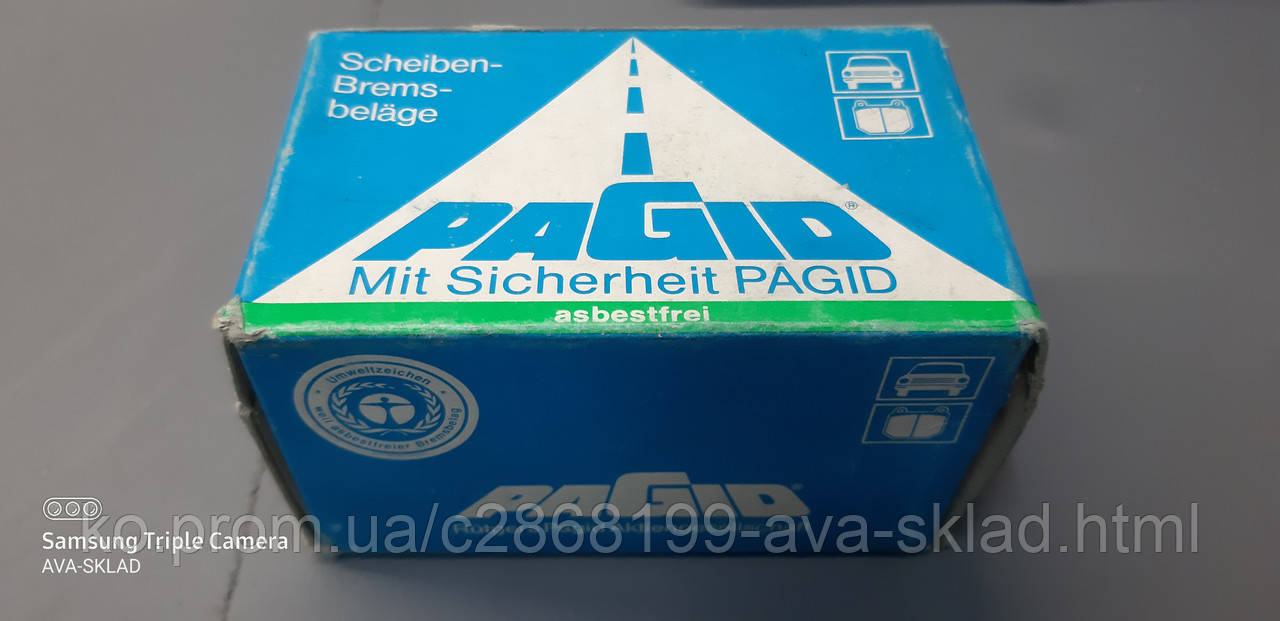 Scheiben-
Brems-
beläge
PAGID®
Mit Sicherheit PAGID
asbestfrei
Umweltzeichen
weil asbestfreier Bremsbelag
PAGID®
ko-prom.ua/c2868199-ava-sklad.html
Samsung Triple Camera
AVA-SKLAD